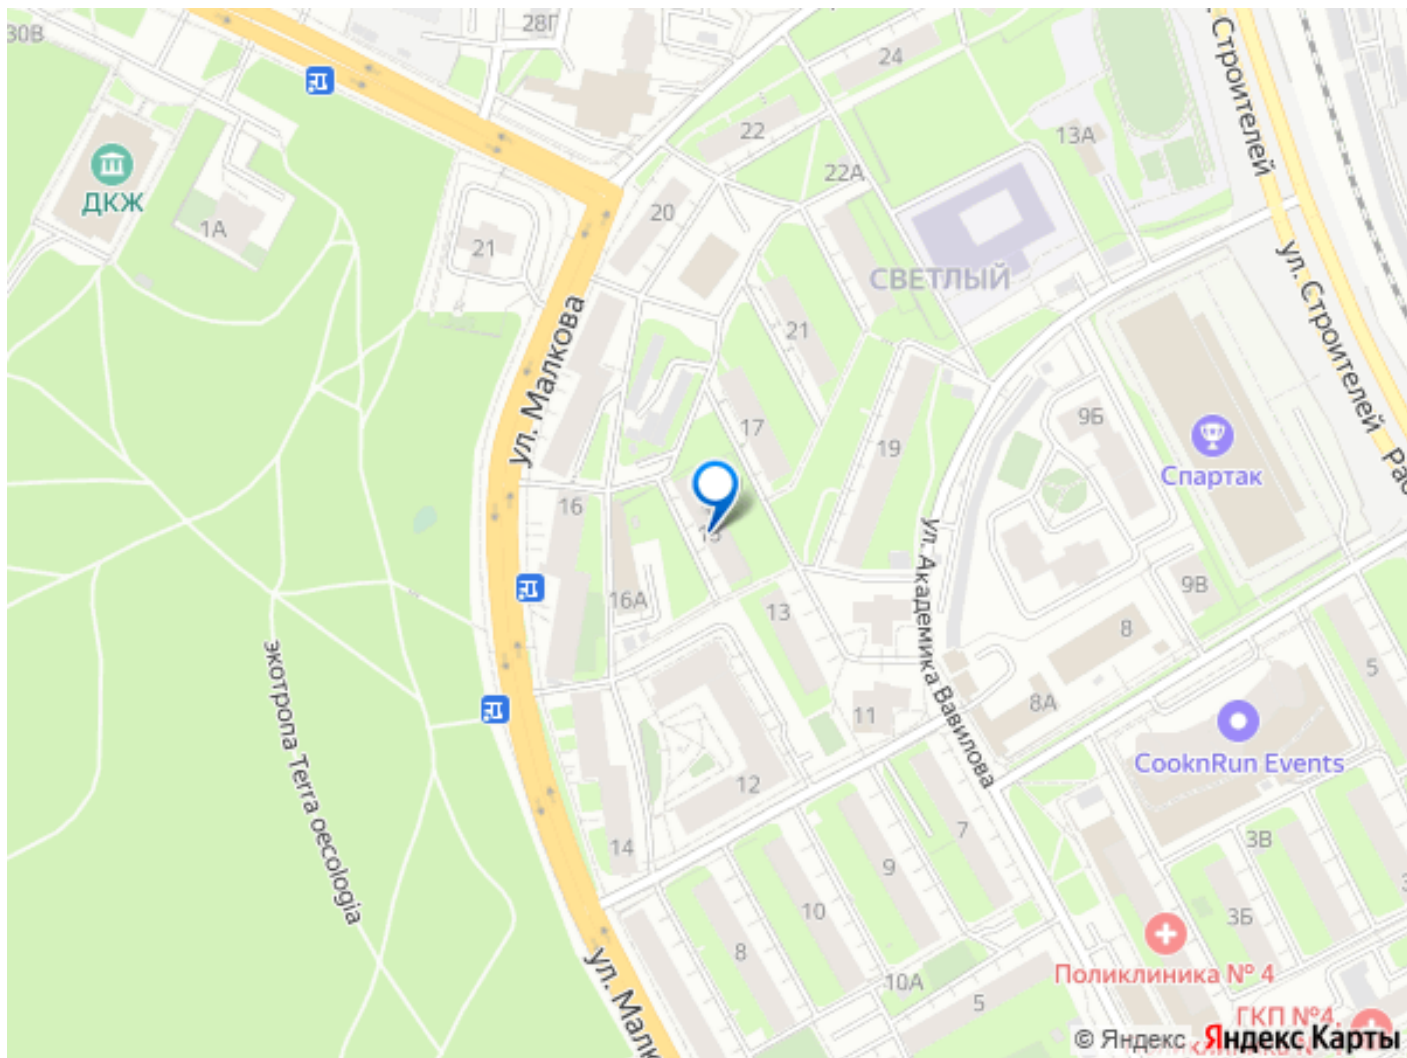 30В
28Г
24
ул. Строителей
22
13А
ДКЖ
1А
22А
20
21
СВЕТЛЫЙ
ул. Строителей
ул. Малкова
21
17
19
9Б
Спартак
Рас
16
15
ул. Академика Вавилова
16А
13
9В
8
5
экотропа Terra oecologia
11
8А
CooknRun Events
12
14
7
9
3В
10
3Б
8
ул. Малк
Поликлиника № 4
10А
5
ГКП №4,
© Яндекс
Яндекс Карты